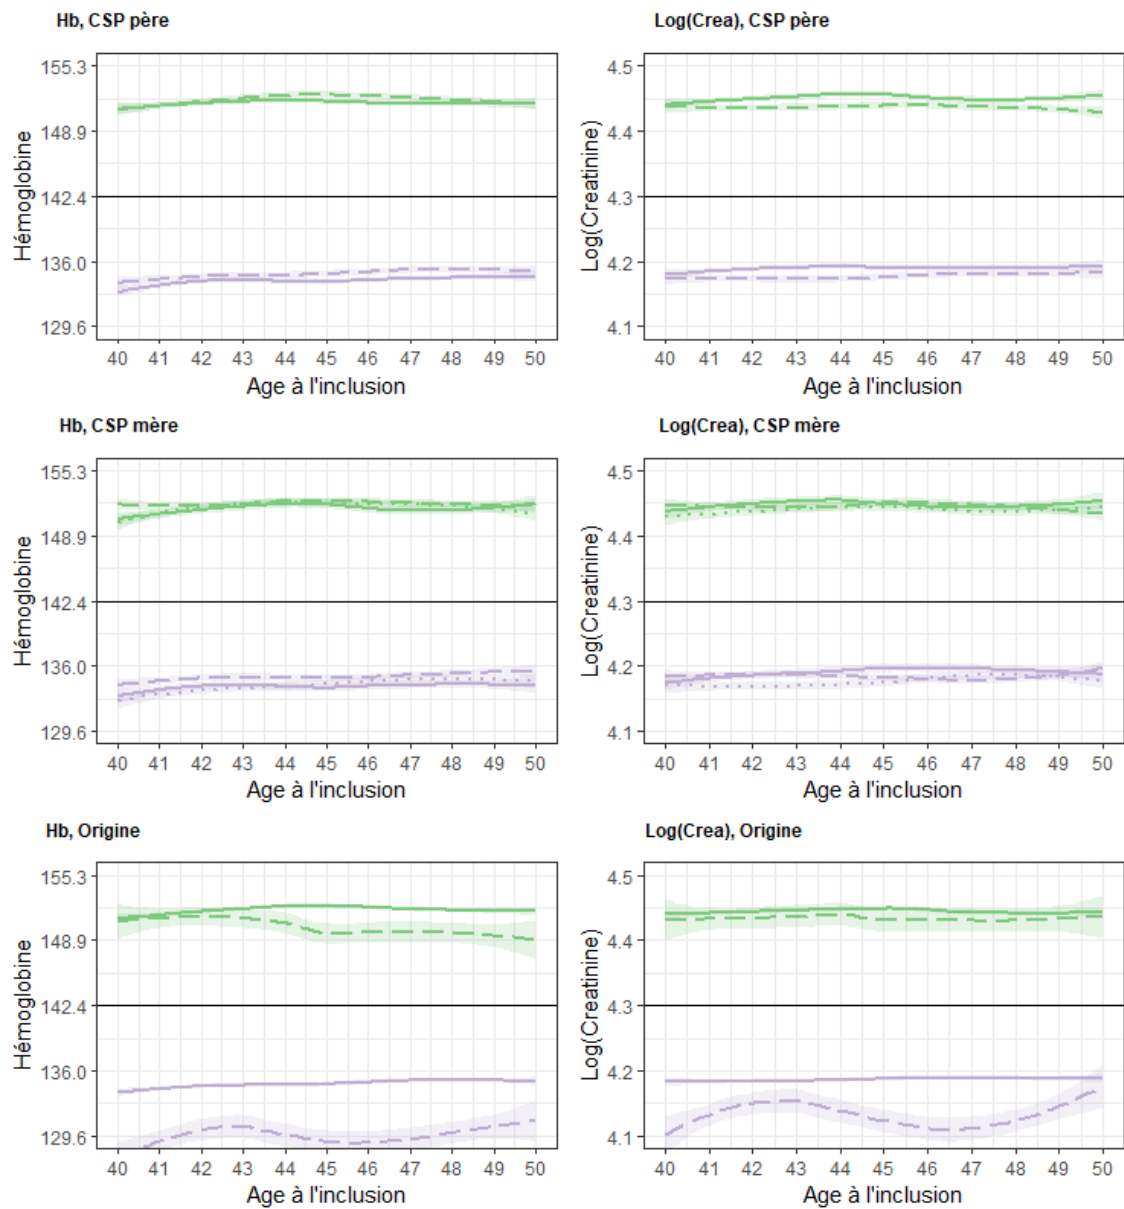 Hb, CSP père
Hémoglobine
155.3
148.9
142.4
136.0
129.6
40 41 42 43 44 45 46 47 48 49 50
Age à l'inclusion
Log(Crea), CSP père
Log(Creatinine)
4.5
4.4
4.3
4.2
4.1
40 41 42 43 44 45 46 47 48 49 50
Age à l'inclusion
Hb, CSP mère
Hémoglobine
155.3
148.9
142.4
136.0
129.6
40 41 42 43 44 45 46 47 48 49 50
Age à l'inclusion
Log(Crea), CSP mère
Log(Creatinine)
4.5
4.4
4.3
4.2
4.1
40 41 42 43 44 45 46 47 48 49 50
Age à l'inclusion
Hb, Origine
Hémoglobine
155.3
148.9
142.4
136.0
129.6
40 41 42 43 44 45 46 47 48 49 50
Age à l'inclusion
Log(Crea), Origine
Log(Creatinine)
4.5
4.4
4.3
4.2
4.1
40 41 42 43 44 45 46 47 48 49 50
Age à l'inclusion